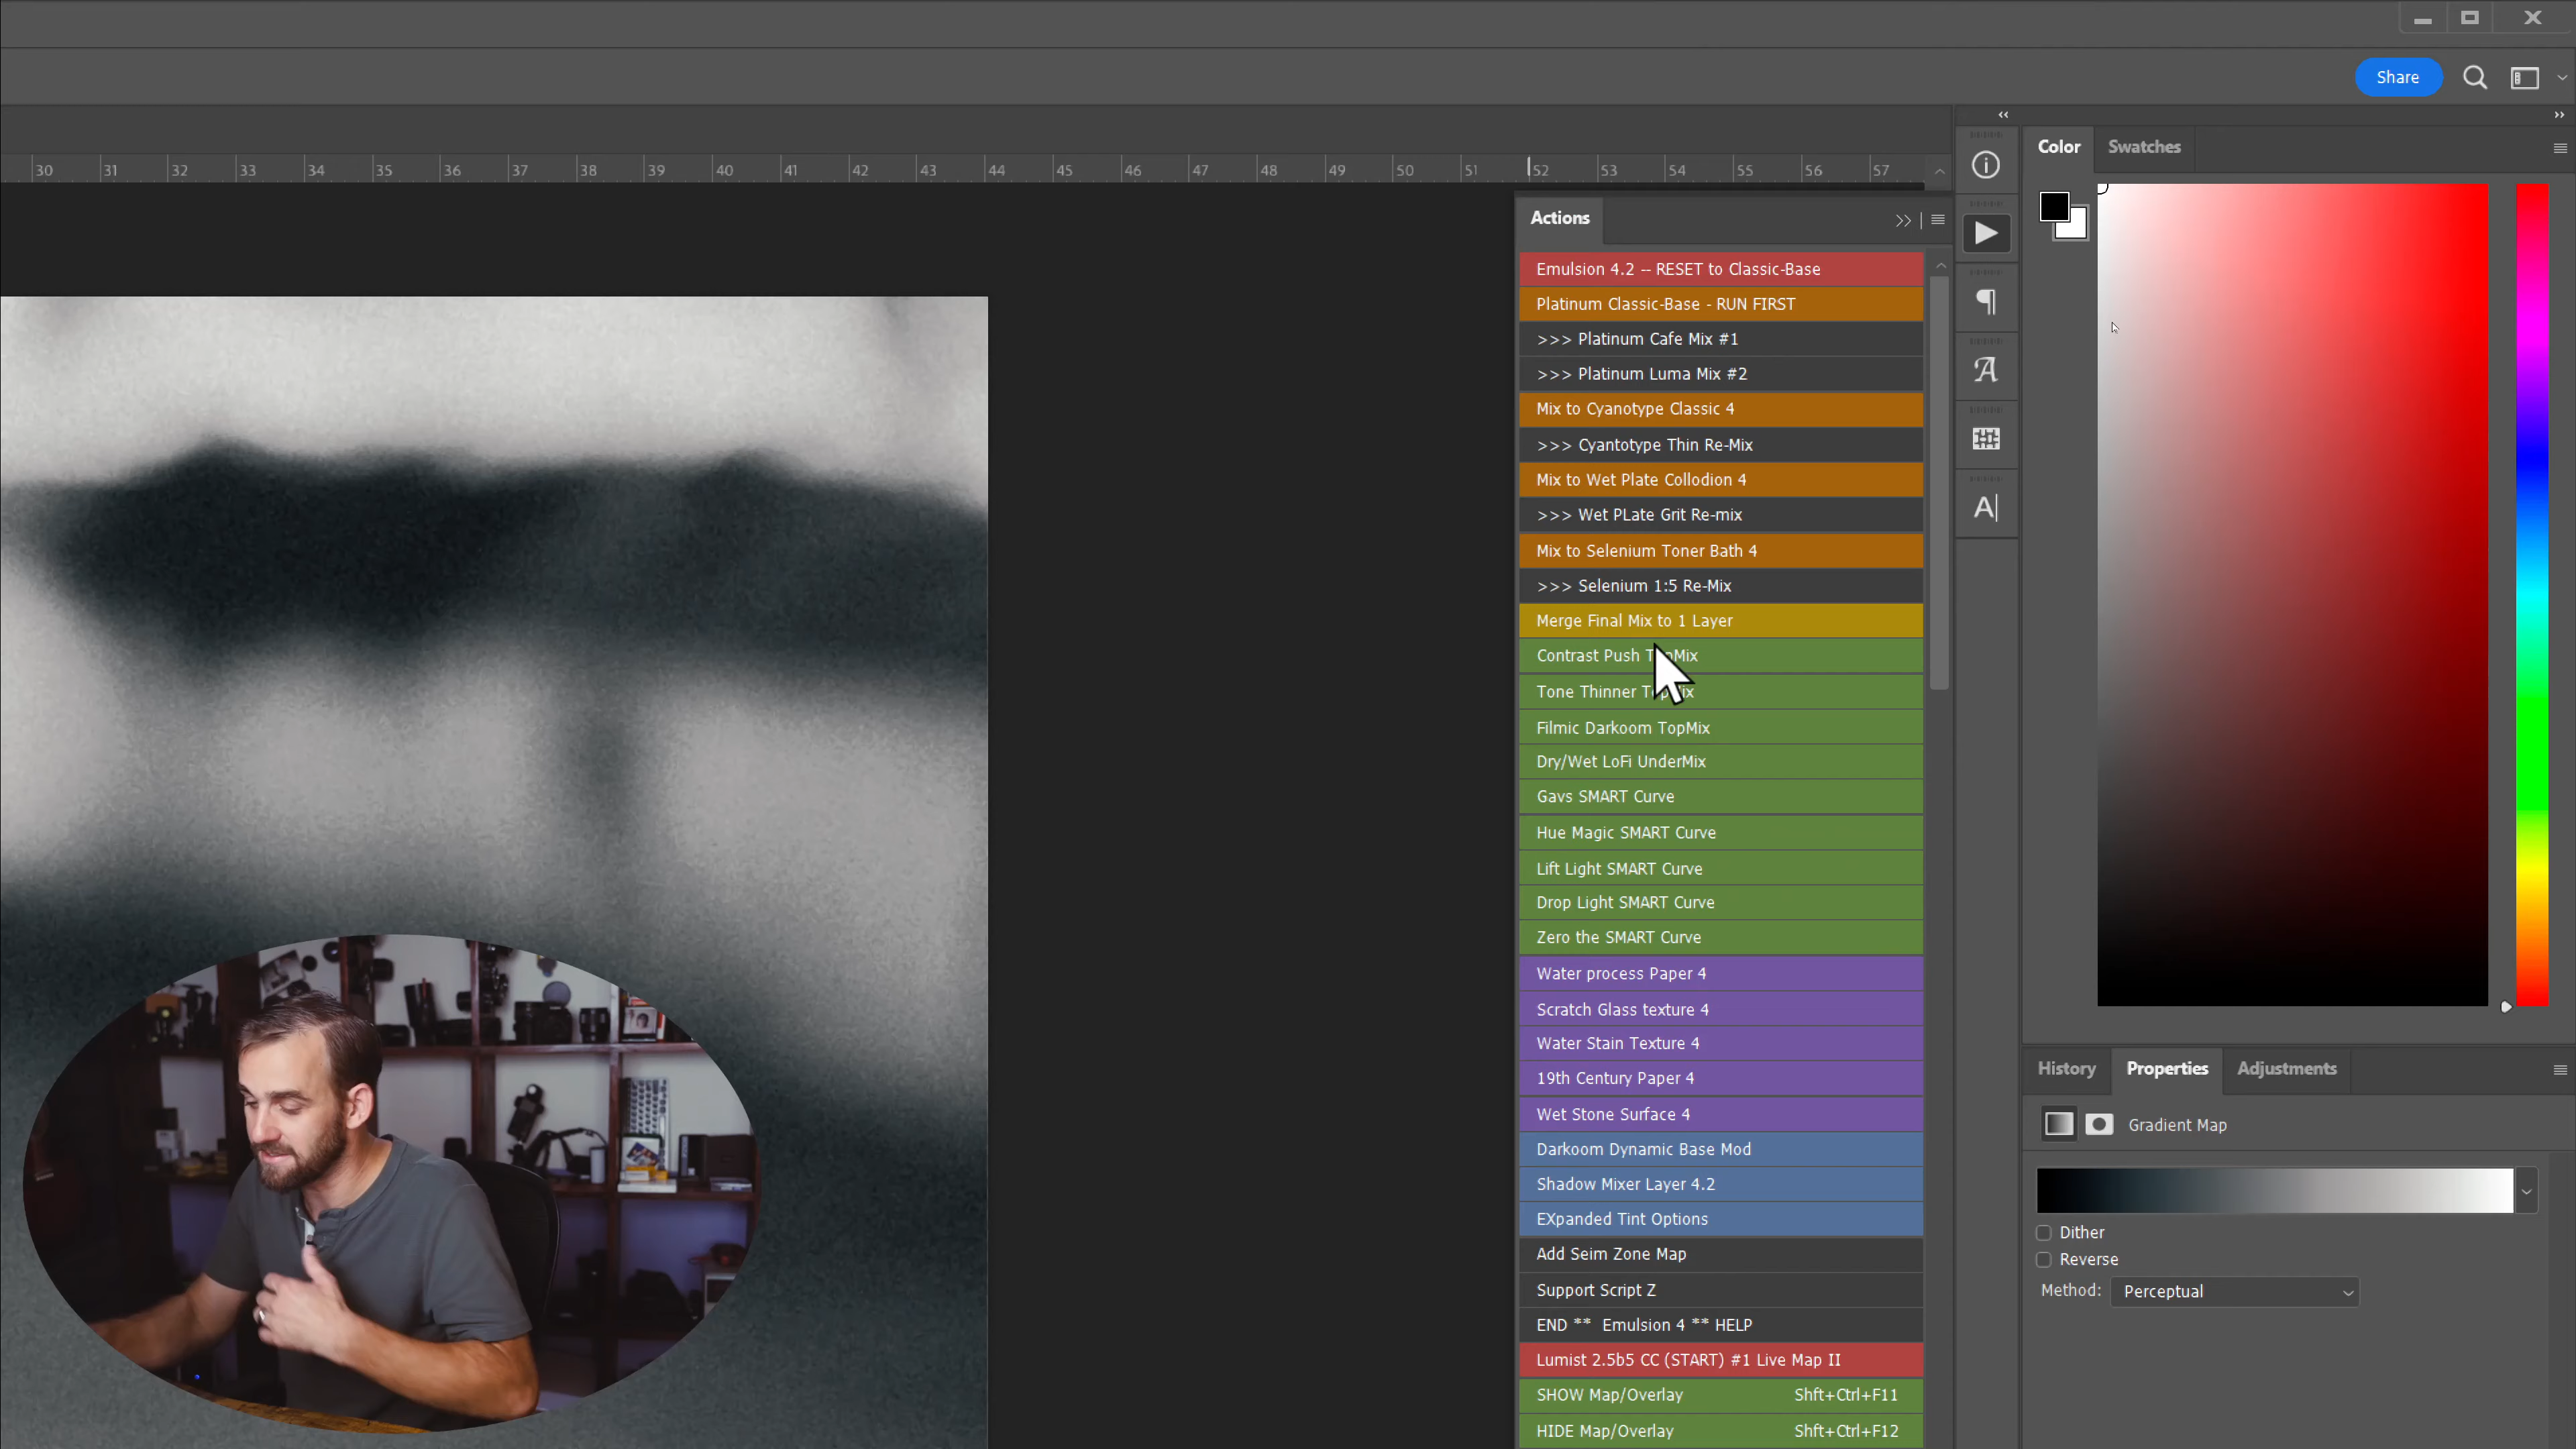 Share
Color Swatches
30 31 32 33 34 35 36 37 38 39 40 41 42 43 44 45 46 47 48 49 50 51 52 53 54 55 56 57
Actions
Emulsion 4.2 -- RESET to Classic-Base
Platinum Classic-Base - RUN FIRST
>>> Platinum Cafe Mix #1
>>> Platinum Luma Mix #2
Mix to Cyanotype Classic 4
>>> Cyantotype Thin Re-Mix
Mix to Wet Plate Collodion 4
>>> Wet PLate Grit Re-mix
Mix to Selenium Toner Bath 4
>>> Selenium 1:5 Re-Mix
Merge Final Mix to 1 Layer
Contrast Push TopMix
Tone Thinner TopMix
Filmic Darkoom TopMix
Dry/Wet LoFi UnderMix
Gavs SMART Curve
Hue Magic SMART Curve
Lift Light SMART Curve
Drop Light SMART Curve
Zero the SMART Curve
Water process Paper 4
Scratch Glass texture 4
Water Stain Texture 4
19th Century Paper 4
Wet Stone Surface 4
Darkoom Dynamic Base Mod
Shadow Mixer Layer 4.2
EXpanded Tint Options
Add Seim Zone Map
Support Script Z
END ** Emulsion 4 ** HELP
Lumist 2.5b5 CC (START) #1 Live Map II
SHOW Map/Overlay Shft+Ctrl+F11
HIDE Map/Overlay Shft+Ctrl+F12
History Properties Adjustments
Gradient Map
Dither
Reverse
Method: Perceptual